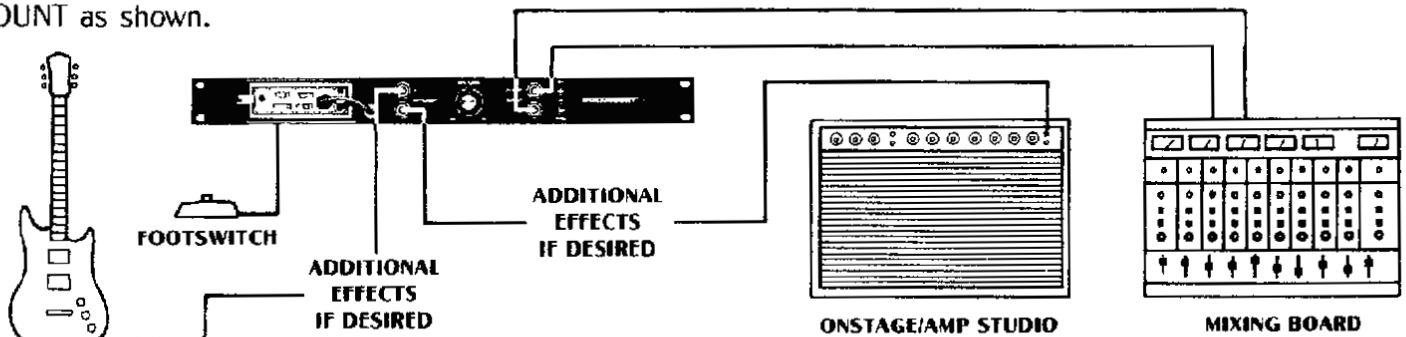 OUNT as shown.
FOOTSWITCH
ADDITIONAL
EFFECTS
IF DESIRED
ADDITIONAL
EFFECTS
IF DESIRED
ONSTAGE/AMP STUDIO
MIXING BOARD